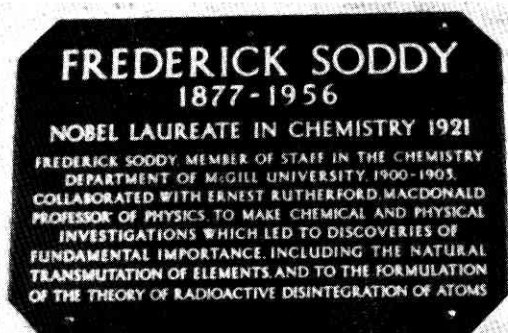 FREDERICK SODDY
1877-1956
NOBEL LAUREATE IN CHEMISTRY 1921
FREDERICK SODDY, MEMBER OF STAFF IN THE CHEMISTRY
DEPARTMENT OF McGILL UNIVERSITY, 1900-1903,
COLLABORATED WITH ERNEST RUTHERFORD, MACDONALD
PROFESSOR OF PHYSICS, TO MAKE CHEMICAL AND PHYSICAL
INVESTIGATIONS WHICH LED TO DISCOVERIES OF
FUNDAMENTAL IMPORTANCE, INCLUDING THE NATURAL
TRANSMUTATION OF ELEMENTS, AND TO THE FORMULATION
OF THE THEORY OF RADIOACTIVE DISINTEGRATION OF ATOMS